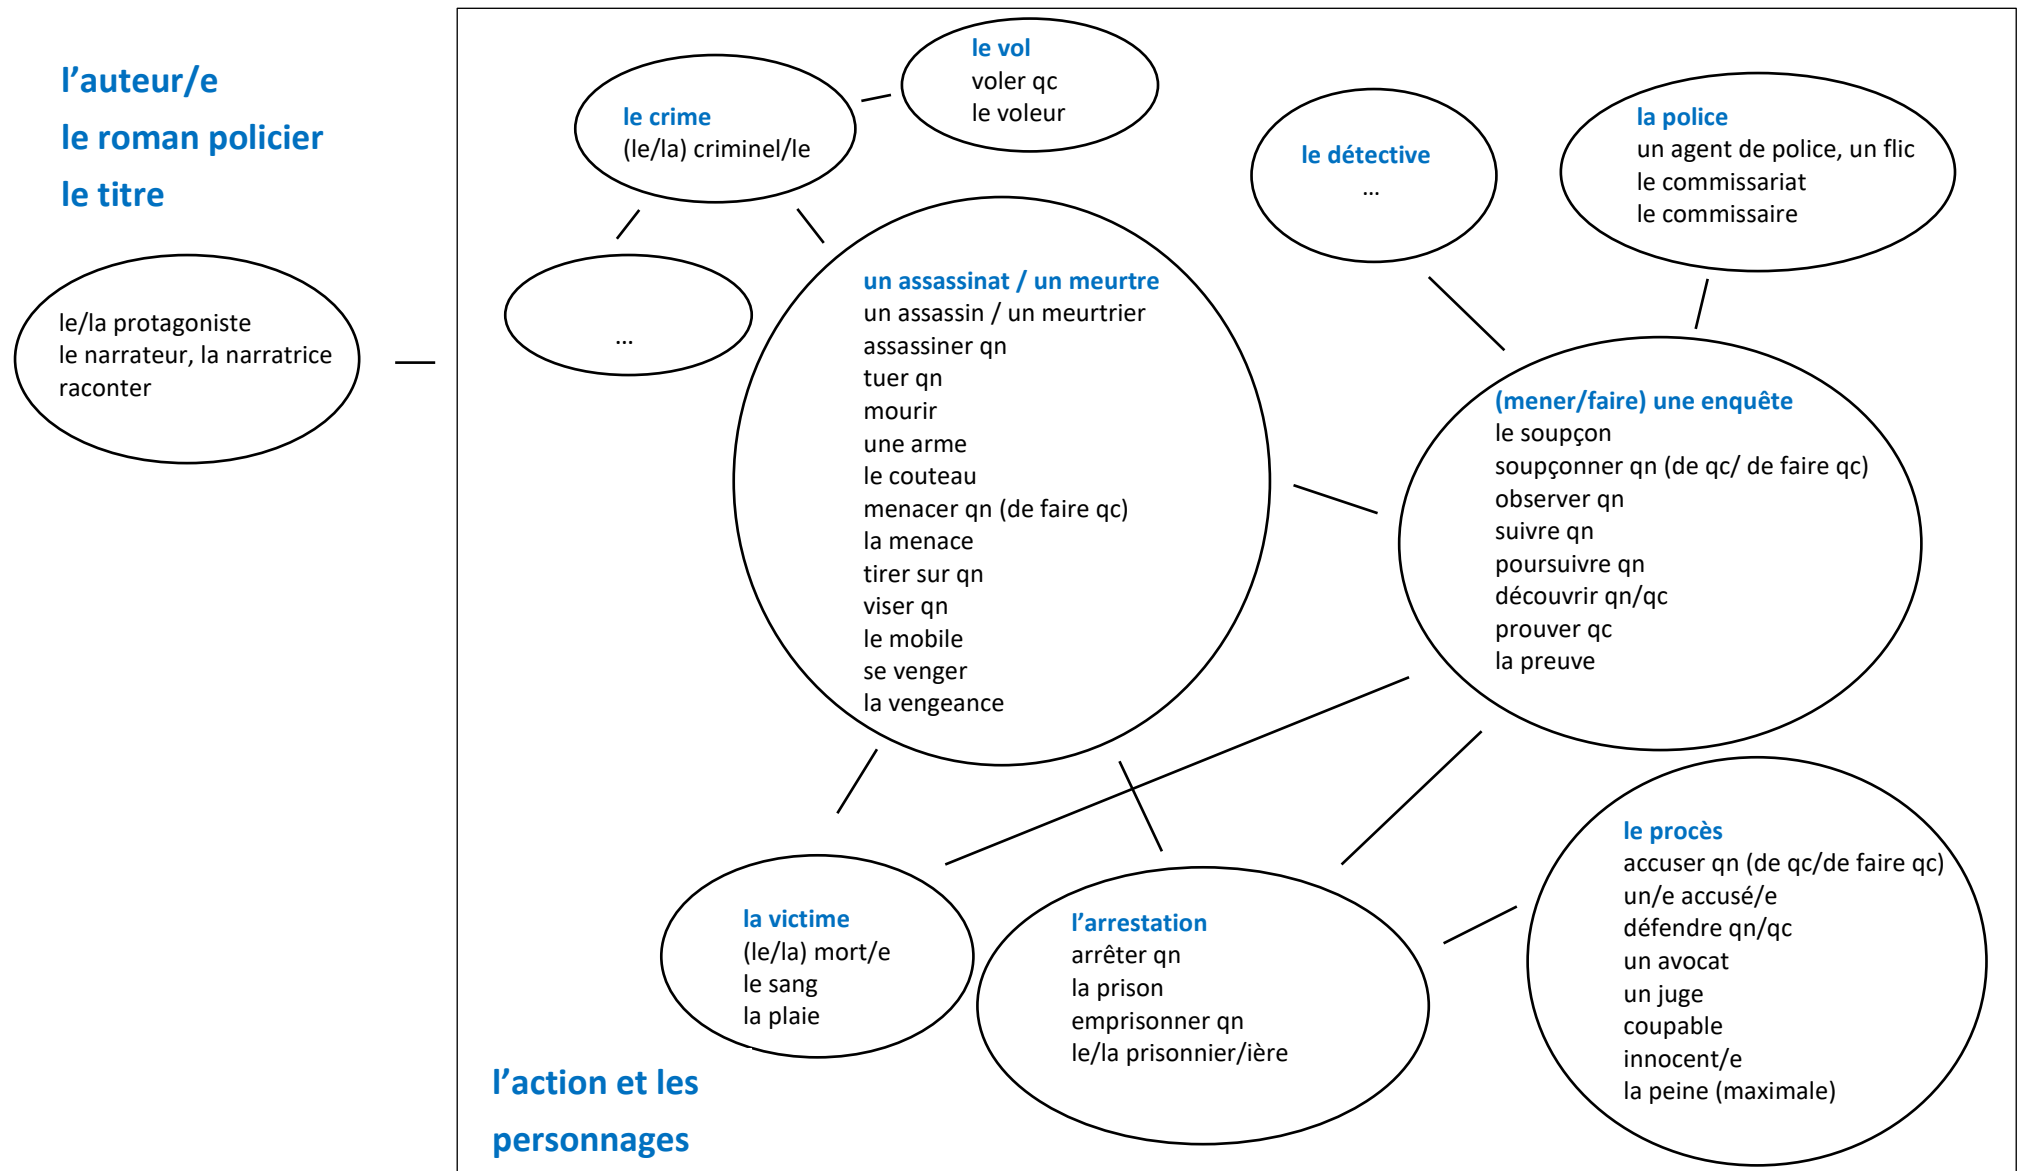 l’auteur/e
le roman policier
le titre
le/la protagoniste
le narrateur, la narratrice
raconter
le crime
(le/la) criminel/le
le vol
voler qc
le voleur
...
le détective
...
la police
un agent de police, un flic
le commissariat
le commissaire
un assassinat / un meurtre
un assassin / un meurtrier
assassiner qn
tuer qn
mourir
une arme
le couteau
menacer qn (de faire qc)
la menace
tirer sur qn
viser qn
le mobile
se venger
la vengeance
(mener/faire) une enquête
le soupçon
soupçonner qn (de qc/ de faire qc)
observer qn
suivre qn
poursuivre qn
découvrir qn/qc
prouver qc
la preuve
la victime
(le/la) mort/e
le sang
la plaie
l’arrestation
arrêter qn
la prison
emprisonner qn
le/la prisonnier/ière
le procès
accuser qn (de qc/de faire qc)
un/e accusé/e
défendre qn/qc
un avocat
un juge
coupable
innocent/e
la peine (maximale)
l’action et les
personnages